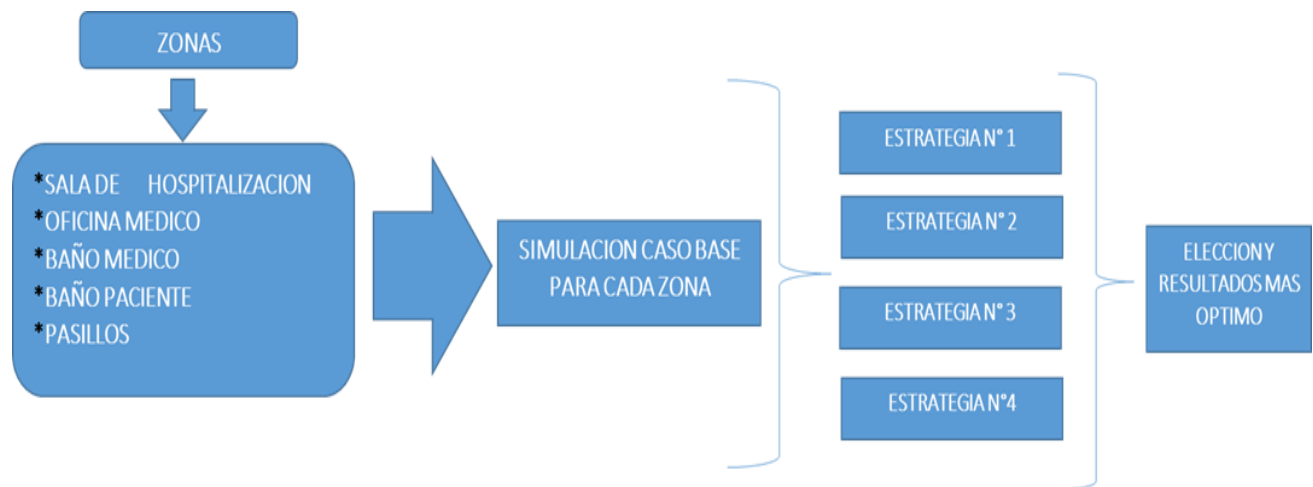 ZONAS
*SALA DE HOSPITALIZACION
*OFICINA MEDICO
*BAÑO MEDICO
*BAÑO PACIENTE
*PASILLOS
SIMULACION CASO BASE
PARA CADA ZONA
ESTRATEGIA N° 1
ESTRATEGIA N° 2
ESTRATEGIA N° 3
ESTRATEGIA N°4
ELECCION Y
RESULTADOS MAS
OPTIMO